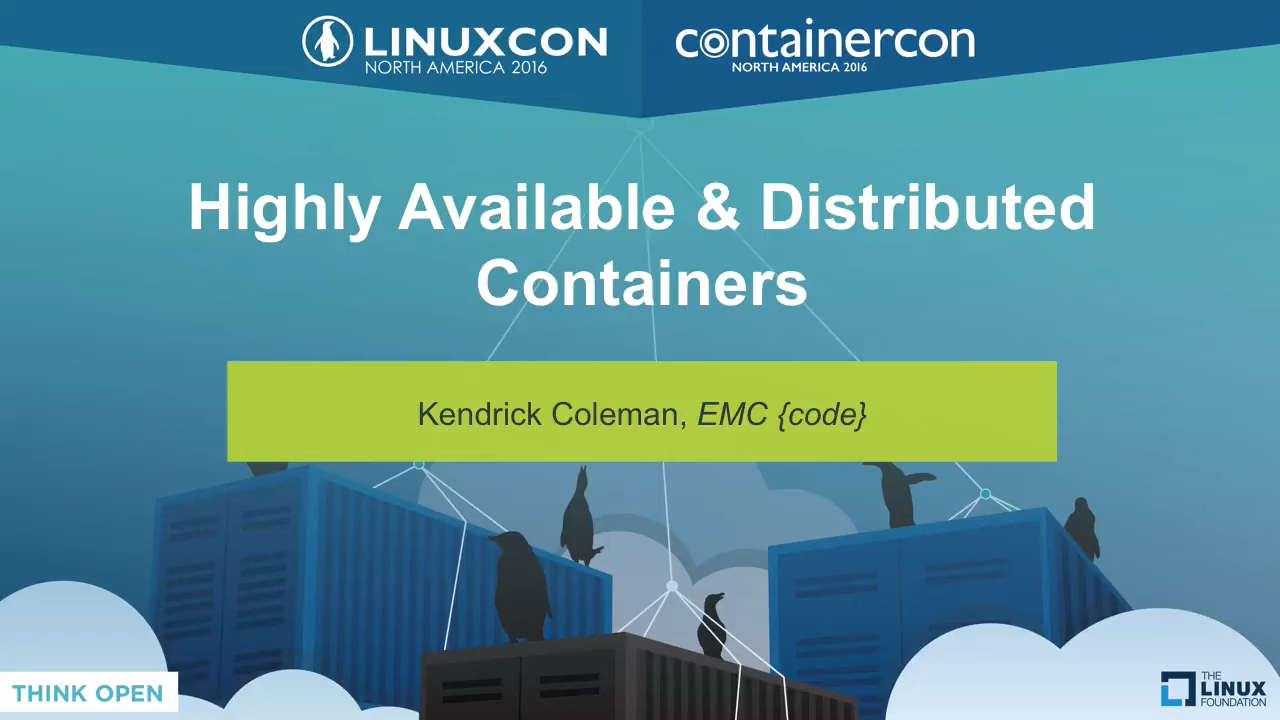 LINUXCON
NORTH AMERICA 2016
containercon
NORTH AMERICA 2016
Highly Available & Distributed
Containers
Kendrick Coleman, EMC {code}
THINK OPEN
THE
LINUX
FOUNDATION